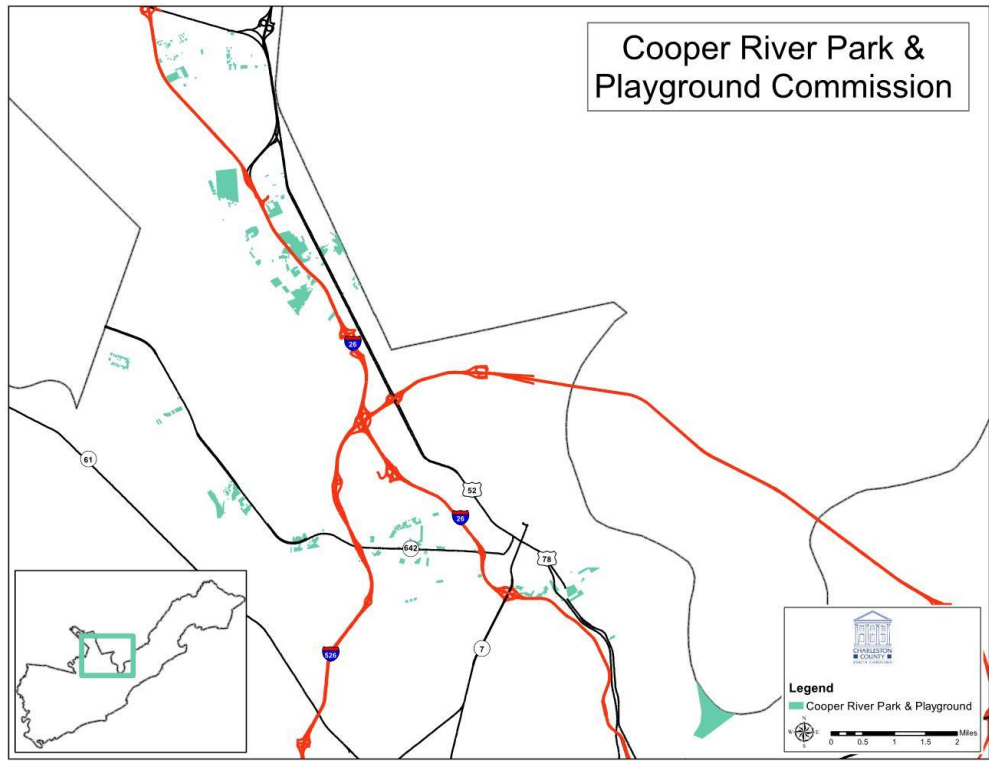 Cooper River Park &
Playground Commission
26
61
52
26
642
78
7
526
CHARLESTON
COUNTY
SOUTH CAROLINA
Legend
Cooper River Park & Playground
N
W E
S
Miles
0 0.5 1 1.5 2